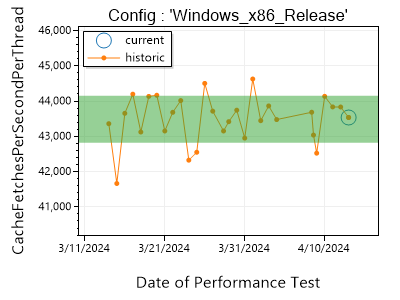 Config : 'Windows_x86_Release'
CacheFetchesPerSecondPerThread
current
historic
46,000
45,000
44,000
43,000
42,000
41,000
3/11/2024
3/21/2024
3/31/2024
4/10/2024
Date of Performance Test